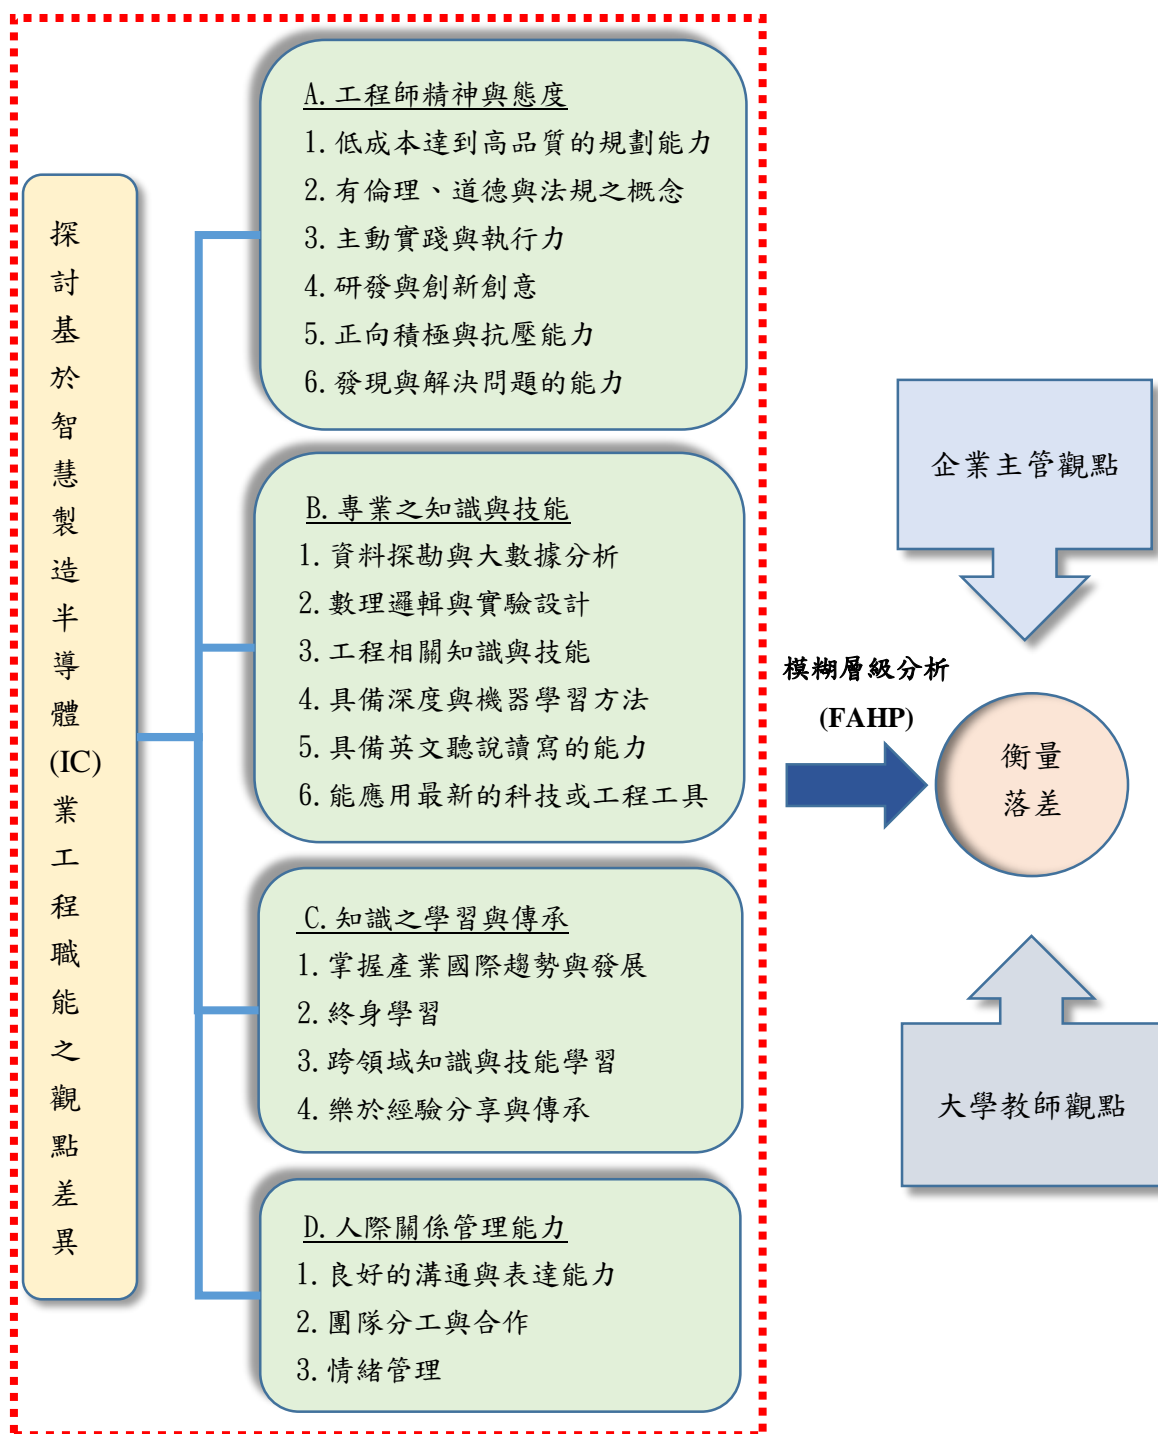 探討基於智慧製造半導體(IC)業工程職能之觀點差異
A.工程師精神與態度
1.低成本達到高品質的規劃能力
2.有倫理、道德與法規之概念
3.主動實踐與執行力
4.研發與創新創意
5.正向積極與抗壓能力
6.發現與解決問題的能力
B.專業之知識與技能
1.資料探勘與大數據分析
2.數理邏輯與實驗設計
3.工程相關知識與技能
4.具備深度與機器學習方法
5.具備英文聽說讀寫的能力
6.能應用最新的科技或工程工具
C.知識之學習與傳承
1.掌握產業國際趨勢與發展
2.終身學習
3.跨領域知識與技能學習
4.樂於經驗分享與傳承
D.人際關係管理能力
1.良好的溝通與表達能力
2.團隊分工與合作
3.情緒管理
模糊層級分析
(FAHP)
企業主管觀點
衡量
落差
大學教師觀點